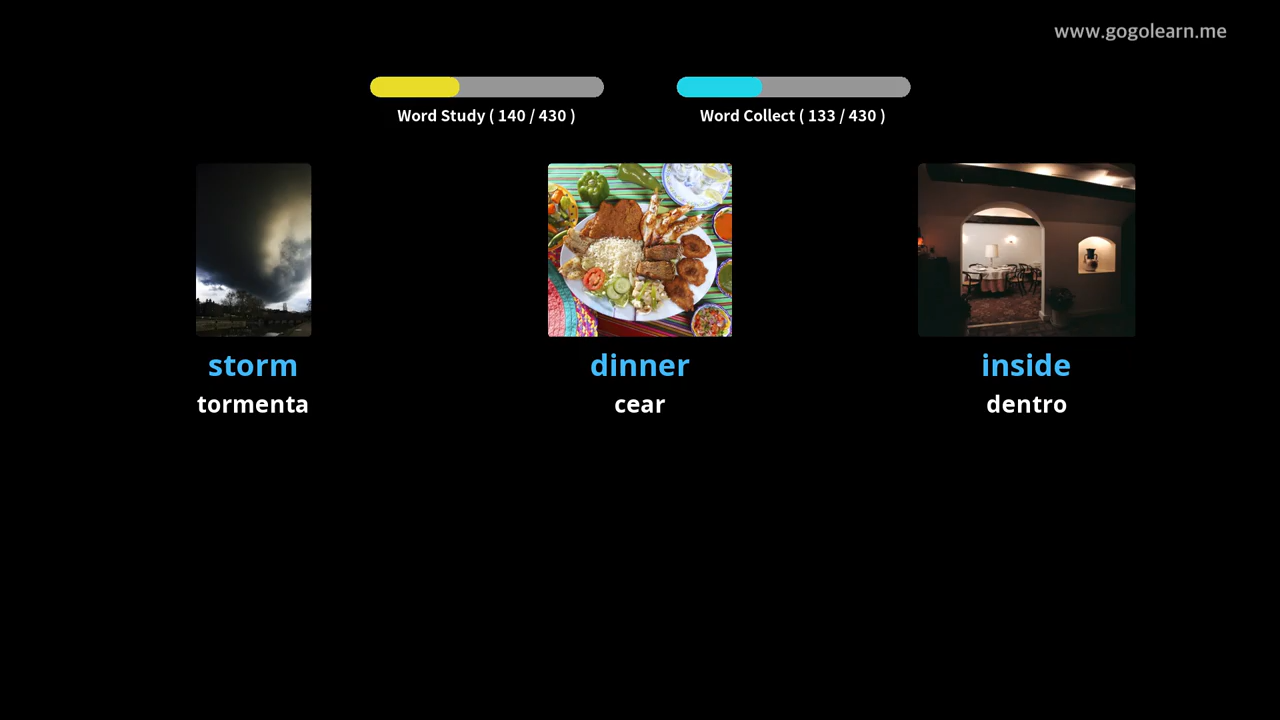 www.gogolearn.me
Word Study ( 140 / 430 )
Word Collect ( 133 / 430 )
storm
dinner
inside
tormenta
cear
dentro